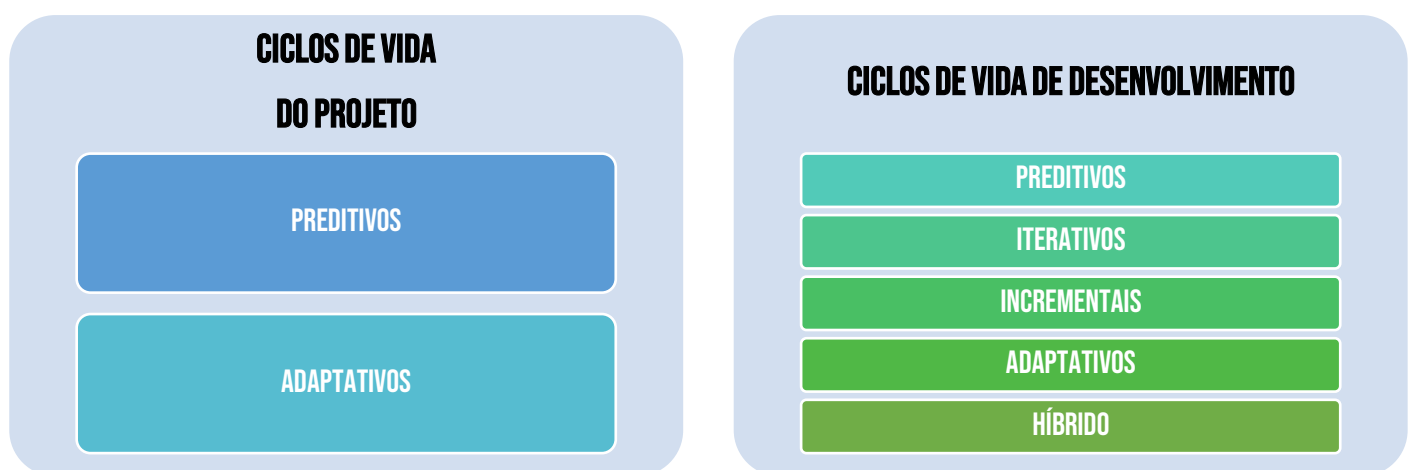 CICLOS DE VIDA
DO PROJETO
PREDITIVOS
ADAPTATIVOS
CICLOS DE VIDA DE DESENVOLVIMENTO
PREDITIVOS
ITERATIVOS
INCREMENTAIS
ADAPTATIVOS
HÍBRIDO